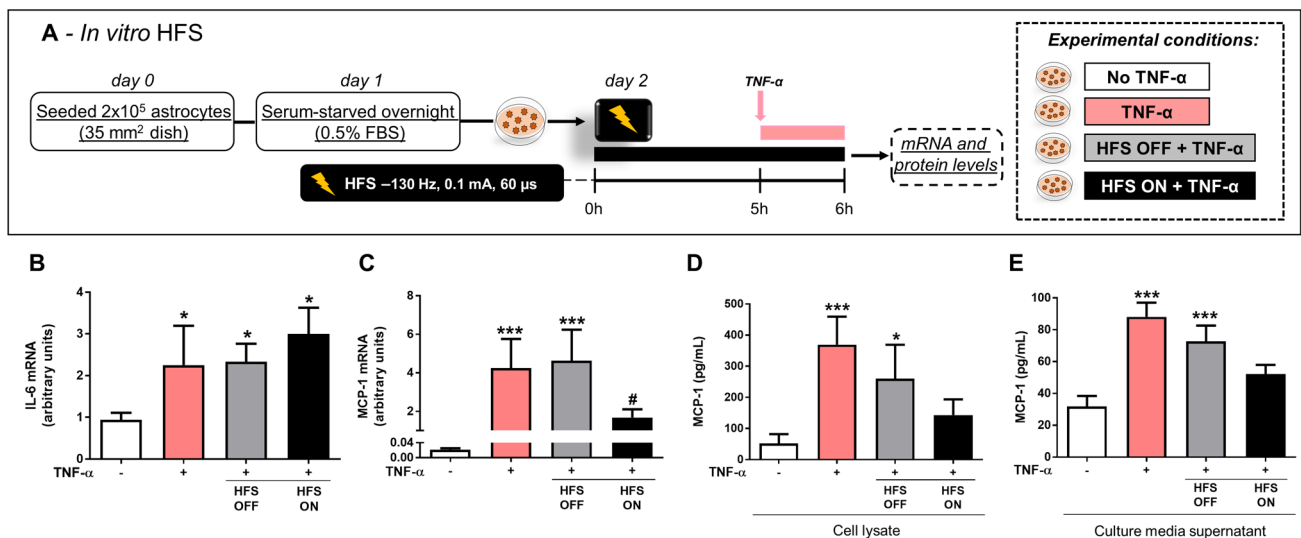 A - In vitro HFS
day 0
Seeded 2x10⁵ astrocytes
(35 mm² dish)
day 1
Serum-starved overnight
(0.5% FBS)
day 2
TNF-α
mRNA and
protein levels
HFS –130 Hz, 0.1 mA, 60 µs
0h
5h
6h
Experimental conditions:
No TNF-α
TNF-α
HFS OFF + TNF-α
HFS ON + TNF-α
B
IL-6 mRNA
(arbitrary units)
4
3
2
1
0
*
*
*
TNF-α
-
+
+
+
HFS
OFF
HFS
ON
C
MCP-1 mRNA
(arbitrary units)
8
6
4
2
0.04
0.00
***
***
#
TNF-α
-
+
+
+
HFS
OFF
HFS
ON
D
MCP-1
(pg/mL)
500
400
300
200
100
0
***
*
TNF-α
-
+
+
+
HFS
OFF
HFS
ON
Cell lysate
E
MCP-1
(pg/mL)
100
80
60
40
20
0
***
***
TNF-α
-
+
+
+
HFS
OFF
HFS
ON
Culture media supernatant